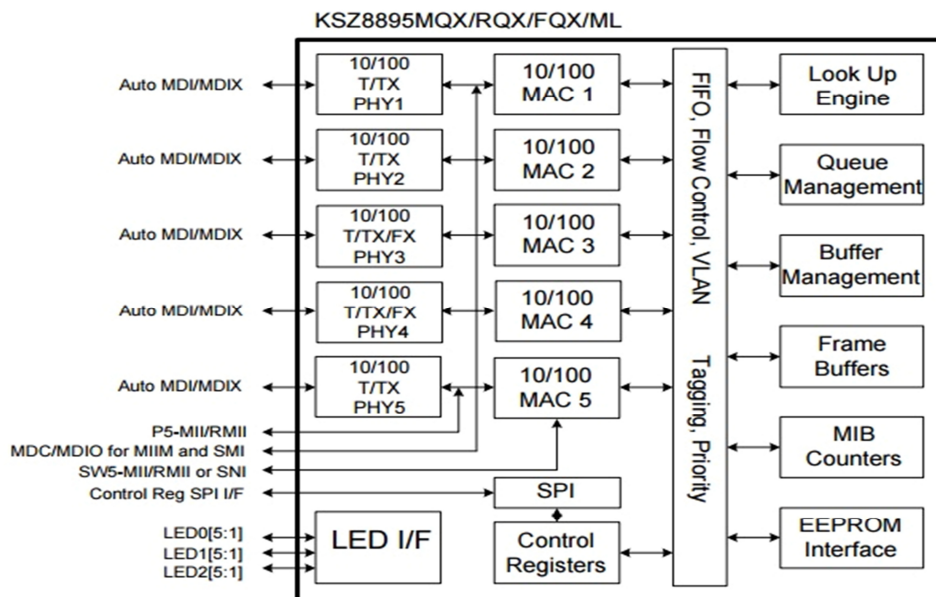 KSZ8895MQX/RQX/FQX/ML
Auto MDI/MDIX
10/100
T/TX
PHY1
10/100
MAC 1
Look Up
Engine
Auto MDI/MDIX
10/100
T/TX
PHY2
10/100
MAC 2
Queue
Management
Auto MDI/MDIX
10/100
T/TX/FX
PHY3
10/100
MAC 3
Buffer
Management
Auto MDI/MDIX
10/100
T/TX/FX
PHY4
10/100
MAC 4
Frame
Buffers
Auto MDI/MDIX
10/100
T/TX
PHY5
10/100
MAC 5
MIB
Counters
FIFO, Flow Control, VLAN Tagging, Priority
P5-MII/RMII
MDC/MDIO for MIIM and SMI
SW5-MII/RMII or SNI
Control Reg SPI I/F
SPI
LED0[5:1]
LED1[5:1]
LED2[5:1]
LED I/F
Control
Registers
EEPROM
Interface